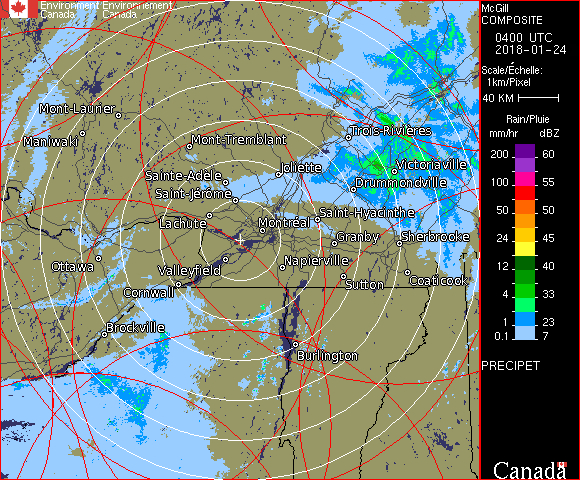 Environment Environnement
Canada Canada
McGill
COMPOSITE
0400 UTC
2018-01-24
Scale/Échelle:
1km/Pixel
40 KM
Rain/Pluie
mm/hr dBZ
200 60
150 57
100 55
50 50
24 45
12 40
4 33
1 23
0.1 7
PRECIPET
Canada
Mont-Laurier
Maniwaki
Mont-Tremblant
Trois-Rivières
Sainte-Adèle
Joliette
Victoriaville
Saint-Jérôme
Drummondville
Lachute
Montréal
Saint-Hyacinthe
Granby
Sherbrooke
Ottawa
Valleyfield
Napierville
Cornwall
Sutton
Coaticook
Brockville
Burlington